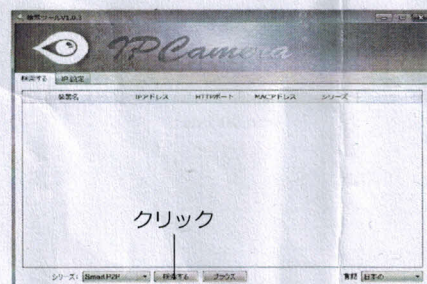 検索ツールV1.0.3
IPCamera
検索する IP 設定
装置名 IPアドレス HTTPポート MACアドレス シリーズ
クリック
シリーズ: Smart P2P 検索する ブラウズ 言語 日本の